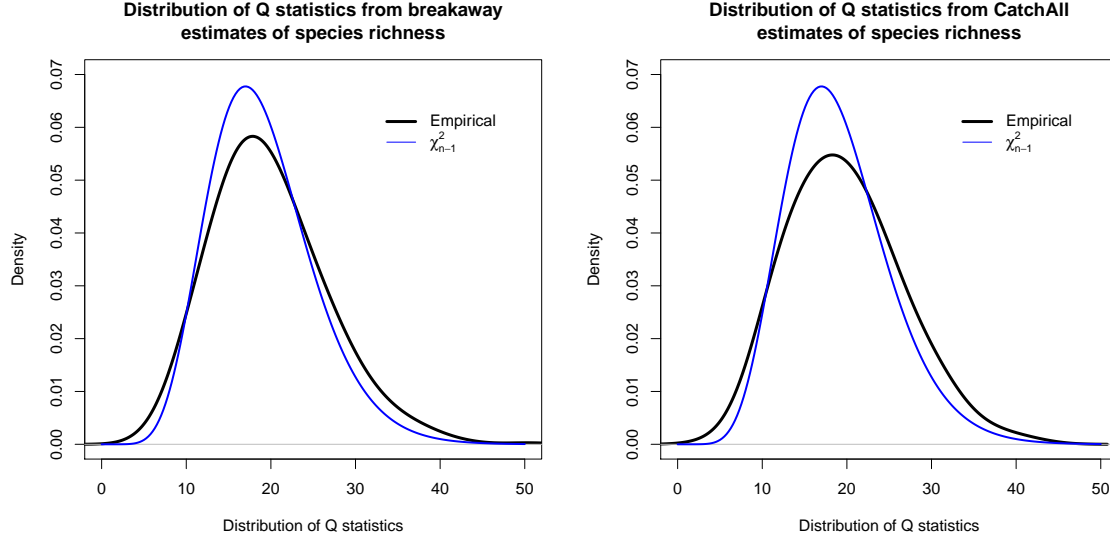 Distribution of Q statistics from breakaway
estimates of species richness
0.07
0.06
0.05
0.04
0.03
0.02
0.01
0.00
Density
Empirical
χ²ₙ₋₁
0 10 20 30 40 50
Distribution of Q statistics
Distribution of Q statistics from CatchAll
estimates of species richness
0.07
0.06
0.05
0.04
0.03
0.02
0.01
0.00
Density
Empirical
χ²ₙ₋₁
0 10 20 30 40 50
Distribution of Q statistics